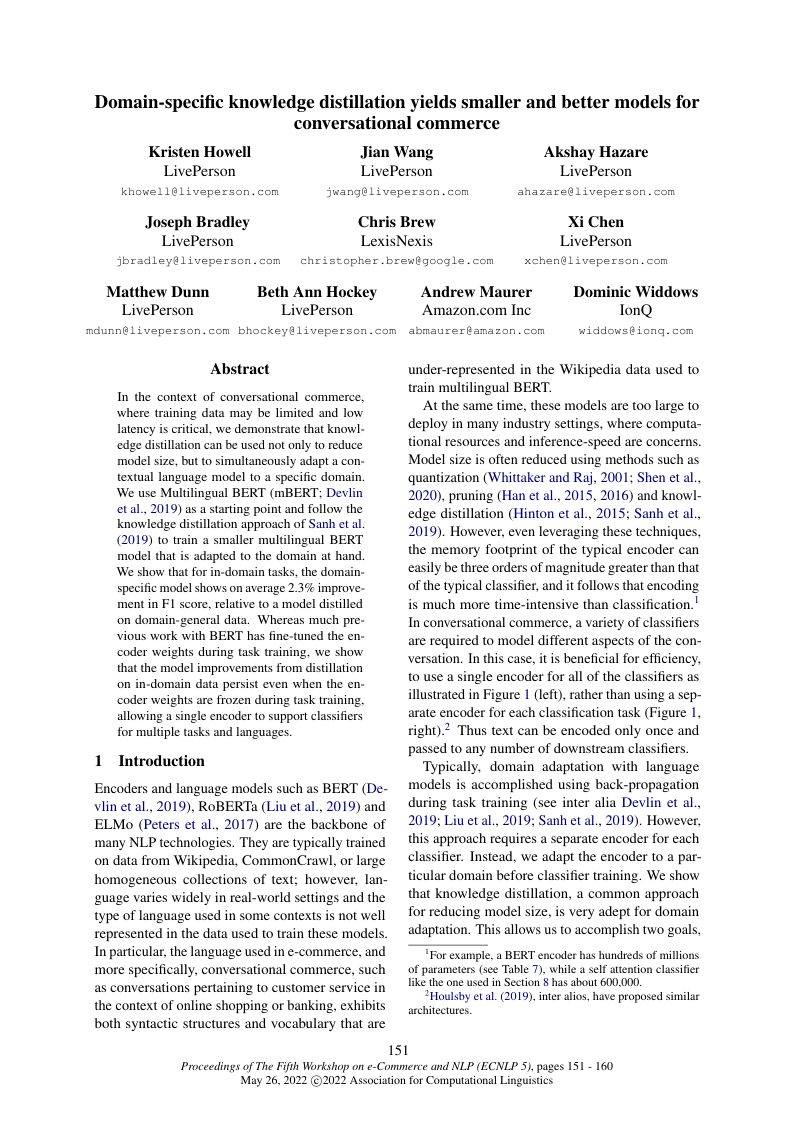 Domain-specific knowledge distillation yields smaller and better models for
conversational commerce
Kristen Howell
LivePerson
khowell@liveperson.com
Jian Wang
LivePerson
jwang@liveperson.com
Akshay Hazare
LivePerson
ahazare@liveperson.com
Joseph Bradley
LivePerson
jbradley@liveperson.com
Chris Brew
LexisNexis
christopher.brew@google.com
Xi Chen
LivePerson
xchen@liveperson.com
Matthew Dunn
LivePerson
mdunn@liveperson.com
Beth Ann Hockey
LivePerson
bhockey@liveperson.com
Andrew Maurer
Amazon.com Inc
abmaurer@amazon.com
Dominic Widdows
IonQ
widdows@ionq.com
Abstract
In the context of conversational commerce,
where training data may be limited and low
latency is critical, we demonstrate that knowl-
edge distillation can be used not only to reduce
model size, but to simultaneously adapt a con-
textual language model to a specific domain.
We use Multilingual BERT (mBERT; Devlin
et al., 2019) as a starting point and follow the
knowledge distillation approach of Sanh et al.
(2019) to train a smaller multilingual BERT
model that is adapted to the domain at hand.
We show that for in-domain tasks, the domain-
specific model shows on average 2.3% improve-
ment in F1 score, relative to a model distilled
on domain-general data. Whereas much pre-
vious work with BERT has fine-tuned the en-
coder weights during task training, we show
that the model improvements from distillation
on in-domain data persist even when the en-
coder weights are frozen during task training,
allowing a single encoder to support classifiers
for multiple tasks and languages.
1 Introduction
Encoders and language models such as BERT (De-
vlin et al., 2019), RoBERTa (Liu et al., 2019) and
ELMo (Peters et al., 2017) are the backbone of
many NLP technologies. They are typically trained
on data from Wikipedia, CommonCrawl, or large
homogeneous collections of text; however, lan-
guage varies widely in real-world settings and the
type of language used in some contexts is not well
represented in the data used to train these models.
In particular, the language used in e-commerce, and
more specifically, conversational commerce, such
as conversations pertaining to customer service in
the context of online shopping or banking, exhibits
both syntactic structures and vocabulary that are
under-represented in the Wikipedia data used to
train multilingual BERT.
At the same time, these models are too large to
deploy in many industry settings, where computa-
tional resources and inference-speed are concerns.
Model size is often reduced using methods such as
quantization (Whittaker and Raj, 2001; Shen et al.,
2020), pruning (Han et al., 2015, 2016) and knowl-
edge distillation (Hinton et al., 2015; Sanh et al.,
2019). However, even leveraging these techniques,
the memory footprint of the typical encoder can
easily be three orders of magnitude greater than that
of the typical classifier, and it follows that encoding
is much more time-intensive than classification.1
In conversational commerce, a variety of classifiers
are required to model different aspects of the con-
versation. In this case, it is beneficial for efficiency,
to use a single encoder for all of the classifiers as
illustrated in Figure 1 (left), rather than using a sep-
arate encoder for each classification task (Figure 1,
right).2 Thus text can be encoded only once and
passed to any number of downstream classifiers.
Typically, domain adaptation with language
models is accomplished using back-propagation
during task training (see inter alia Devlin et al.,
2019; Liu et al., 2019; Sanh et al., 2019). However,
this approach requires a separate encoder for each
classifier. Instead, we adapt the encoder to a par-
ticular domain before classifier training. We show
that knowledge distillation, a common approach
for reducing model size, is very adept for domain
adaptation. This allows us to accomplish two goals,
1For example, a BERT encoder has hundreds of millions
of parameters (see Table 7), while a self attention classifier
like the one used in Section 8 has about 600,000.
2Houlsby et al. (2019), inter alios, have proposed similar
architectures.
151
Proceedings of The Fifth Workshop on e-Commerce and NLP (ECNLP 5), pages 151 - 160
May 26, 2022 ©2022 Association for Computational Linguistics